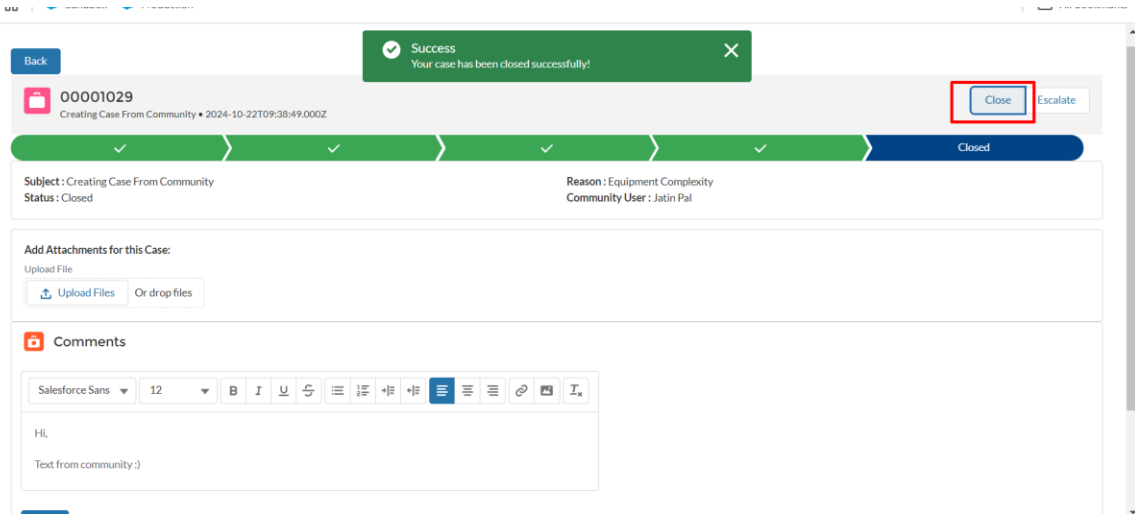 Success
Your case has been closed successfully!
Back
00001029
Creating Case From Community • 2024-10-22T09:38:49.000Z
Close
Escalate
Closed
Subject : Creating Case From Community
Reason : Equipment Complexity
Status : Closed
Community User : Jatin Pal
Add Attachments for this Case:
Upload File
Upload Files Or drop files
Comments
Salesforce Sans 12 B I U S
Hi,
Text from community :)